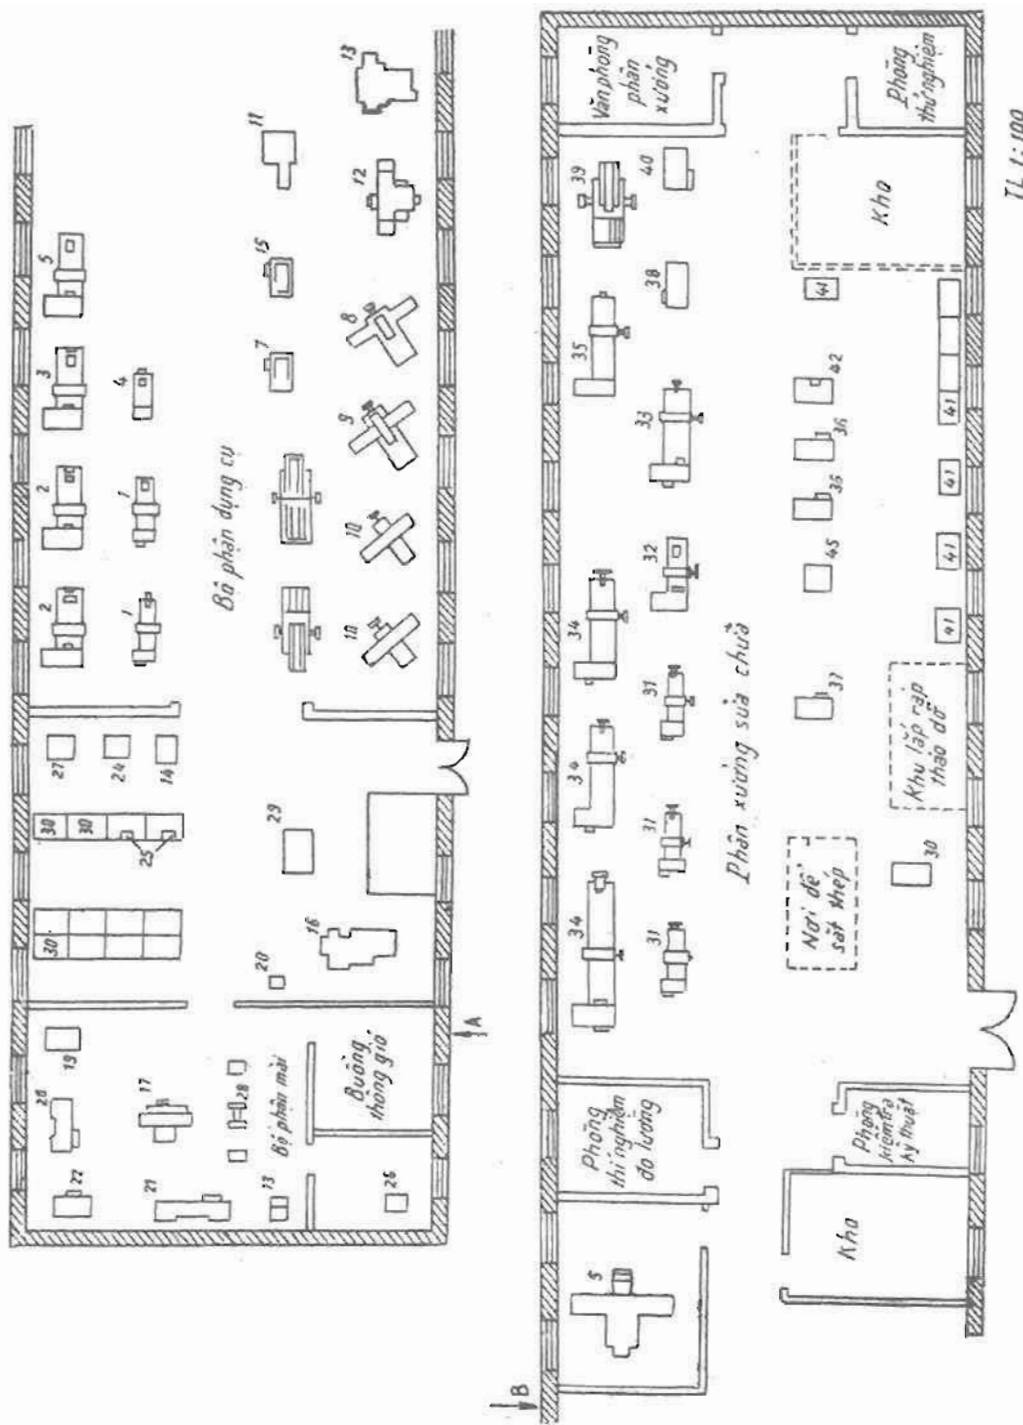 22
20
19
30
30
30
27
2
2
3
5
21
17
25
24
14
1
1
4
Bộ phận dụng cụ
13
28
Bộ phận mài
20
29
7
15
11
26
Buồng
thông gió
16
10
10
9
8
12
13
A
B
5
Phòng
thí nghiệm
đo lường
34
34
34
35
39
Văn phòng
phân
xưởng
31
31
31
32
33
38
40
Phân xưởng sửa chữa
Kho
Phòng
kiểm tra
kỹ thuật
Nơi để
sắt thép
37
45
35
36
42
41
Kho
Phòng
thử nghiệm
30
Khu lắp ráp
tháo dỡ
41
41
41
41
TL 1:100